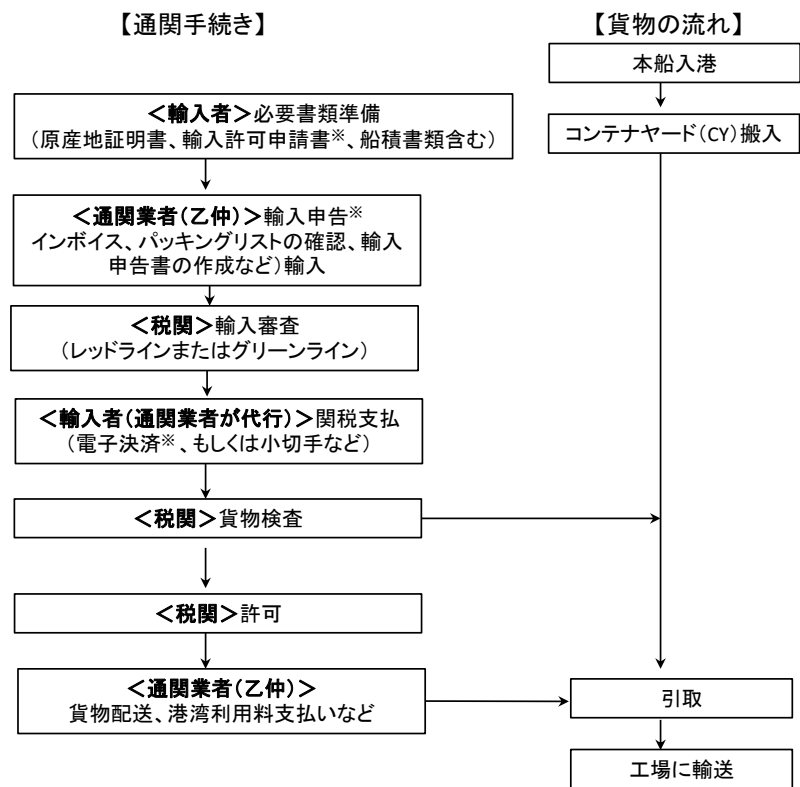 【通関手続き】
<輸入者>必要書類準備
(原産地証明書、輸入許可申請書※、船積書類含む)
<通関業者(乙仲)>輸入申告※
インボイス、パッキングリストの確認、輸入
申告書の作成など)輸入
<税関>輸入審査
(レッドラインまたはグリーンライン)
<輸入者(通関業者が代行)>関税支払
(電子決済※、もしくは小切手など)
<税関>貨物検査
<税関>許可
<通関業者(乙仲)>
貨物配送、港湾利用料支払いなど
【貨物の流れ】
本船入港
コンテナヤード(CY)搬入
引取
工場に輸送